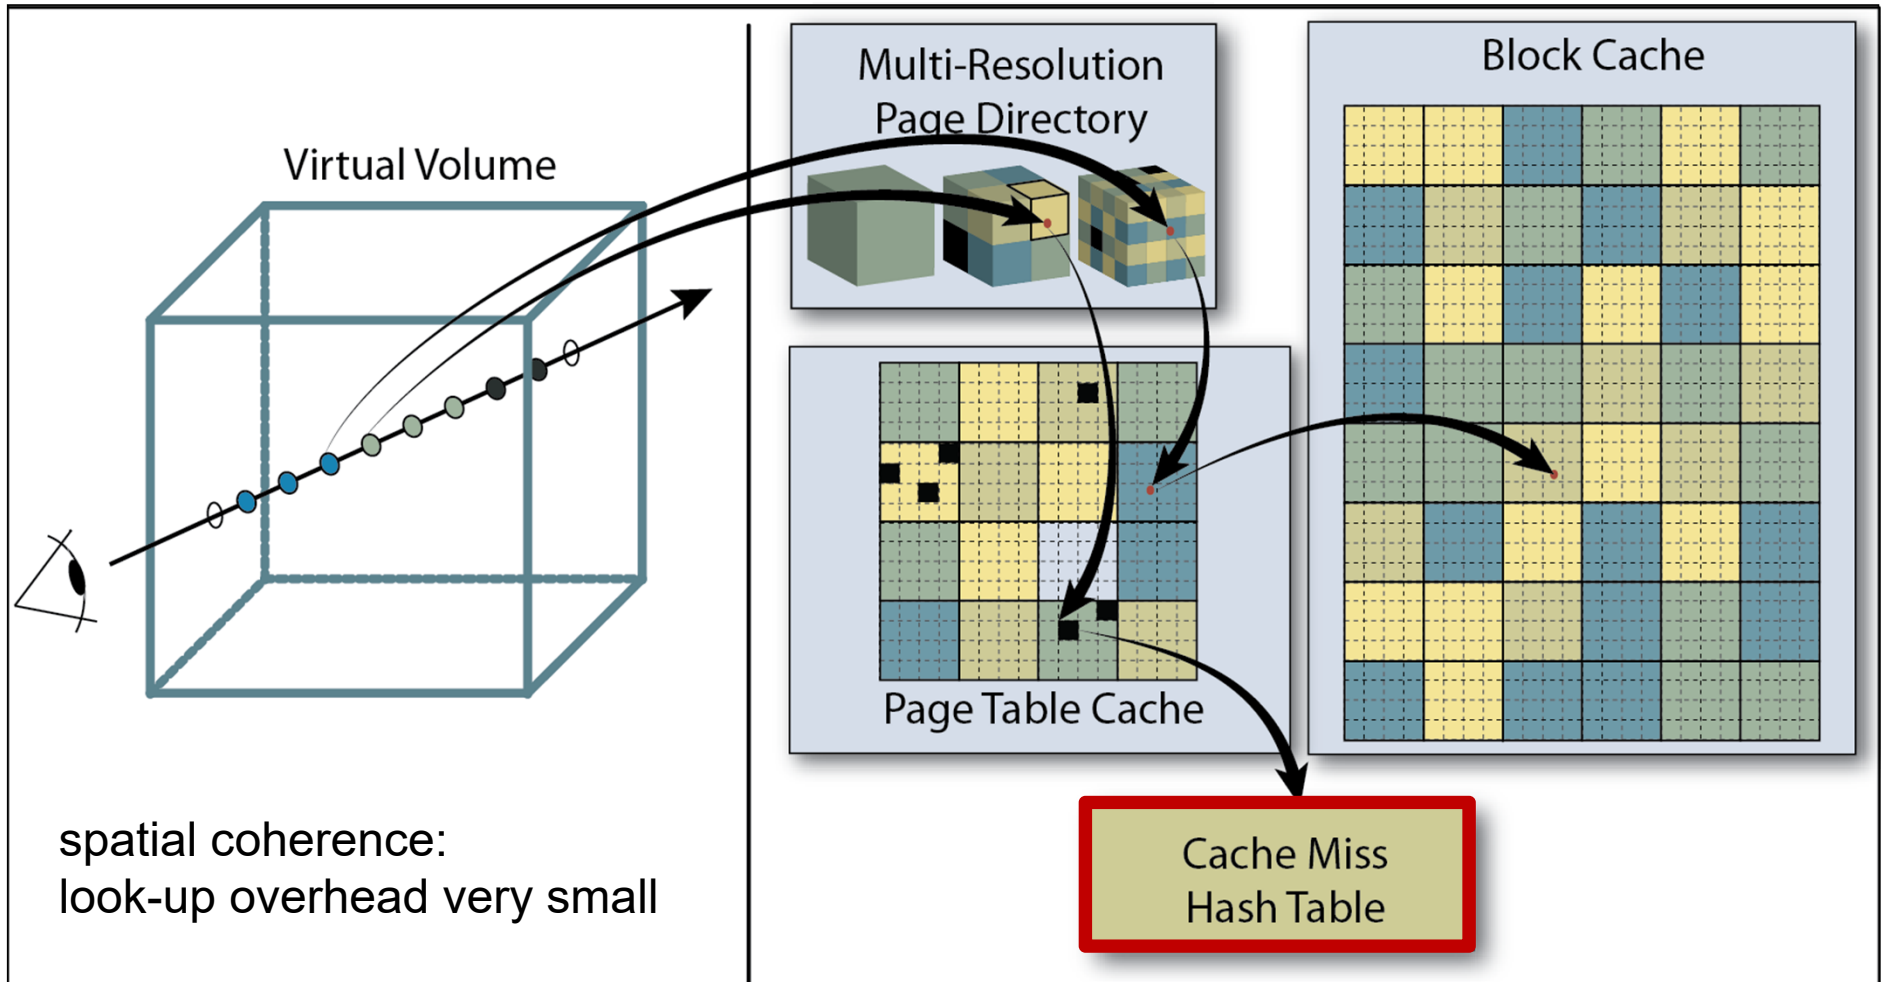 Virtual Volume
spatial coherence:
look-up overhead very small
Multi-Resolution
Page Directory
Page Table Cache
Block Cache
Cache Miss
Hash Table